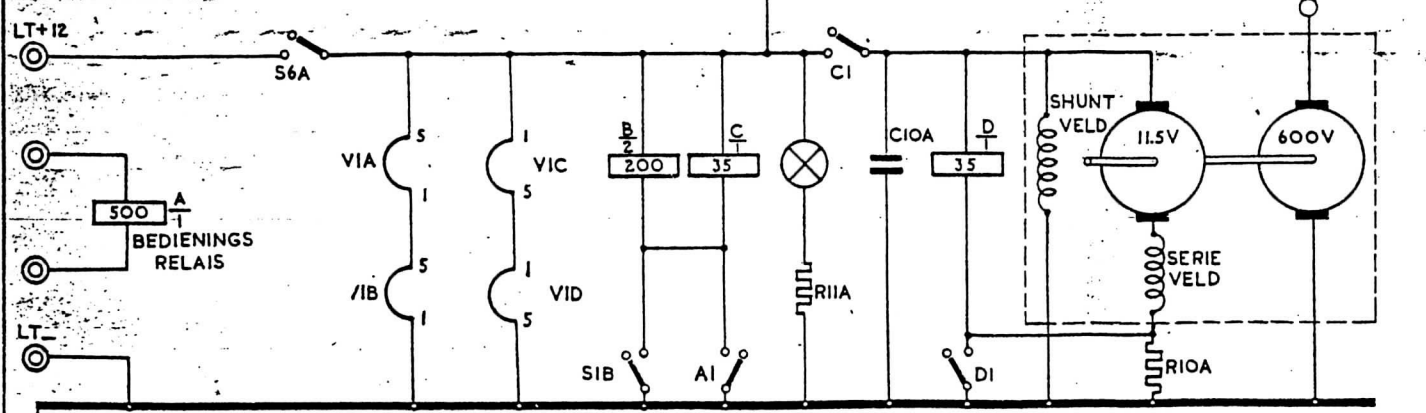 LT+12
S6A
C1
SHUNT
VELD
11.5V
600V
5
V1A
1
1
V1C
5
B
2
200
C
1
35
C10A
D
1
35
500
A
1
BEDIENINGS
RELAIS
5
/1B
1
1
V1D
5
R11A
SERIE
VELD
LT-
S1B
A1
D1
R10A